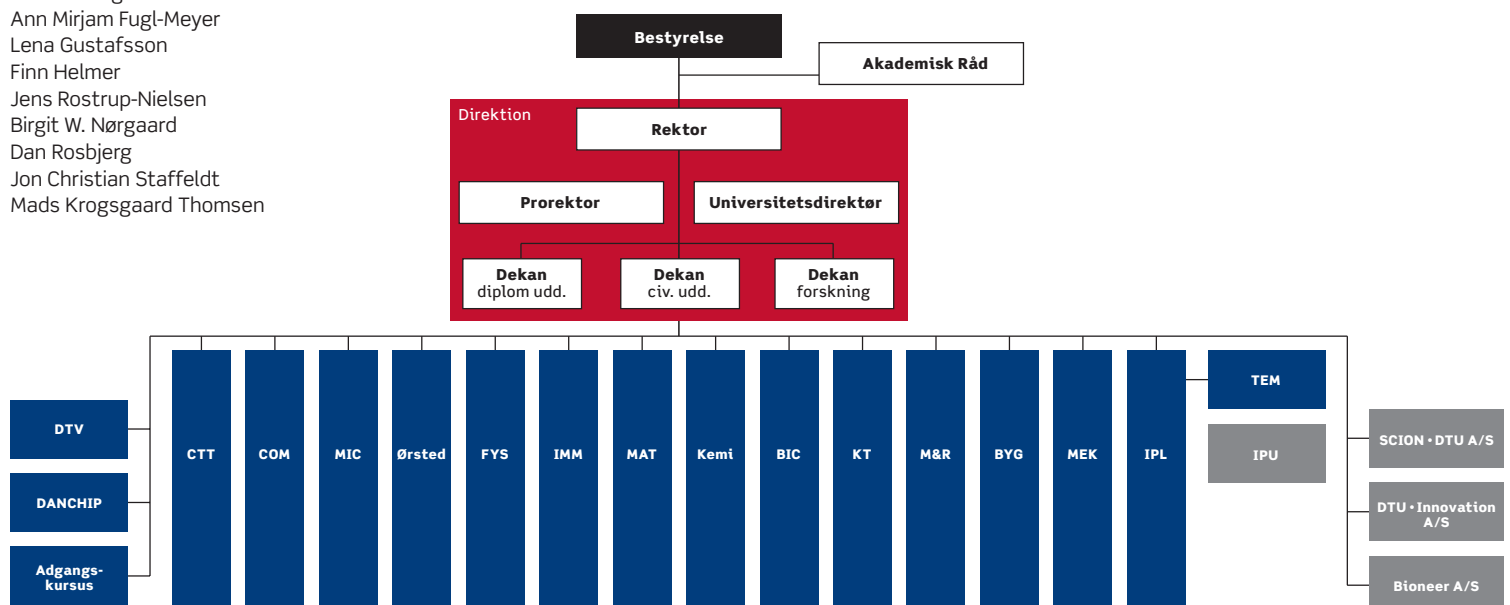 Ann Mirjam Fugl-Meyer
Lena Gustafsson
Finn Helmer
Jens Rostrup-Nielsen
Birgit W. Nørgaard
Dan Rosbjerg
Jon Christian Staffeldt
Mads Krogsgaard Thomsen
Bestyrelse
Akademisk Råd
Direktion
Rektor
Prorektor
Universitetsdirektør
Dekan
diplom udd.
Dekan
civ. udd.
Dekan
forskning
DTV
DANCHIP
Adgangs-
kursus
CTT
COM
MIC
Ørsted
FYS
IMM
MAT
Kemi
BIC
KT
M&R
BYG
MEK
IPL
TEM
IPU
SCION • DTU A/S
DTU • Innovation
A/S
Bioneer A/S